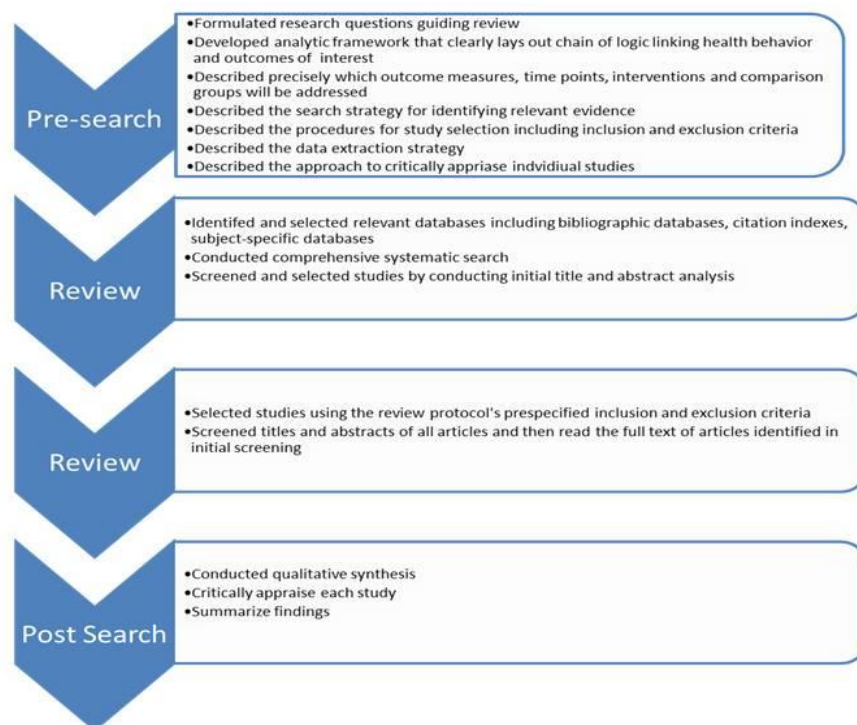 Pre-search
•Formulated research questions guiding review
•Developed analytic framework that clearly lays out chain of logic linking health behavior
and outcomes of interest
•Described precisely which outcome measures, time points, interventions and comparison
groups will be addressed
•Described the search strategy for identifying relevant evidence
•Described the procedures for study selection including inclusion and exclusion criteria
•Described the data extraction strategy
•Described the approach to critically appriase indvidiual studies
Review
•Identifed and selected relevant databases including bibliographic databases, citation indexes,
subject-specific databases
•Conducted comprehensive systematic search
•Screened and selected studies by conducting initial title and abstract analysis
Review
•Selected studies using the review protocol's prespecified inclusion and exclusion criteria
•Screened titles and abstracts of all articles and then read the full text of articles identified in
initial screening
Post Search
•Conducted qualitative synthesis
•Critically appraise each study
•Summarize findings